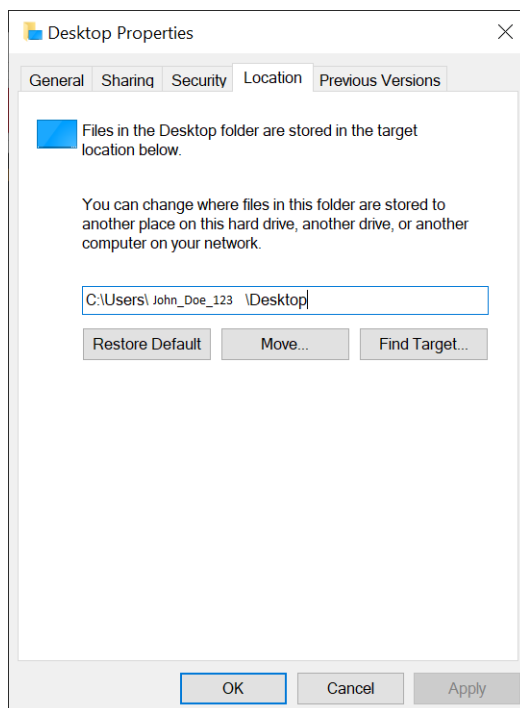 Desktop Properties
General Sharing Security Location Previous Versions
Files in the Desktop folder are stored in the target
location below.
You can change where files in this folder are stored to
another place on this hard drive, another drive, or another
computer on your network.
C:\Users\ John_Doe_123 \Desktop
Restore Default Move... Find Target...
OK Cancel Apply